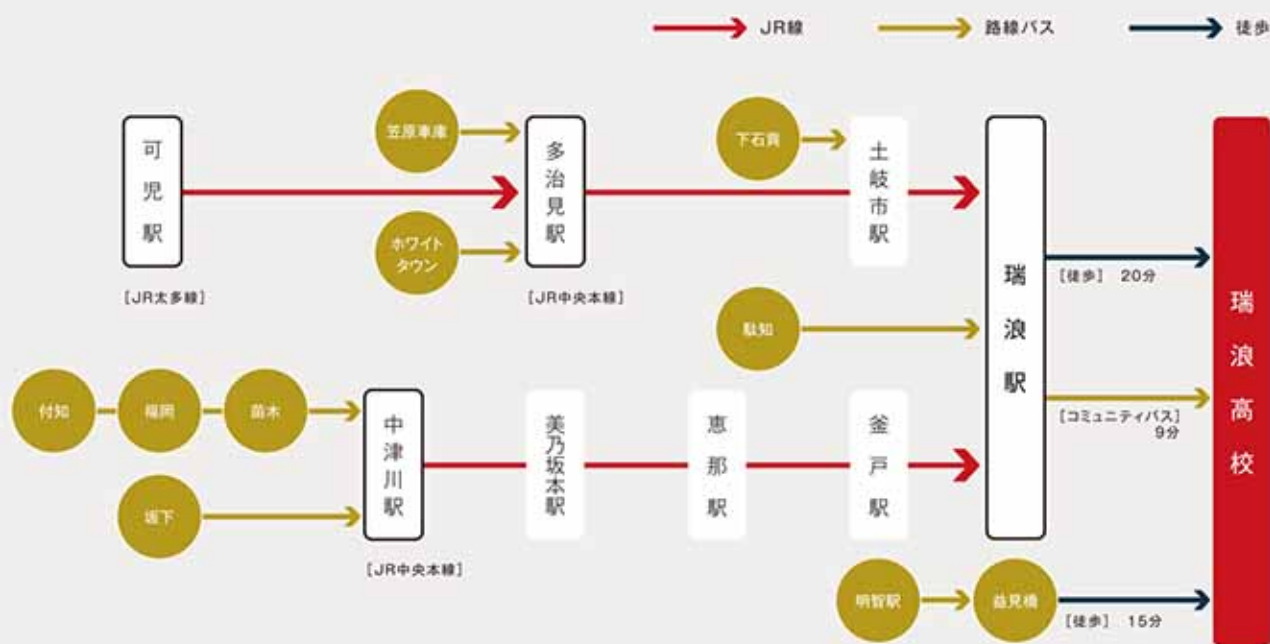 JR線
路線バス
徒歩
笠原車庫
下石貢
可児駅
多治見駅
土岐市駅
ホワイト
タウン
[JR太多線]
[JR中央本線]
瑞浪駅
[徒歩] 20分
瑞浪高校
駄知
付知
福岡
苗木
[コミュニティバス]
9分
中津川駅
美乃坂本駅
恵那駅
釜戸駅
坂下
[JR中央本線]
明智駅
益見橋
[徒歩] 15分